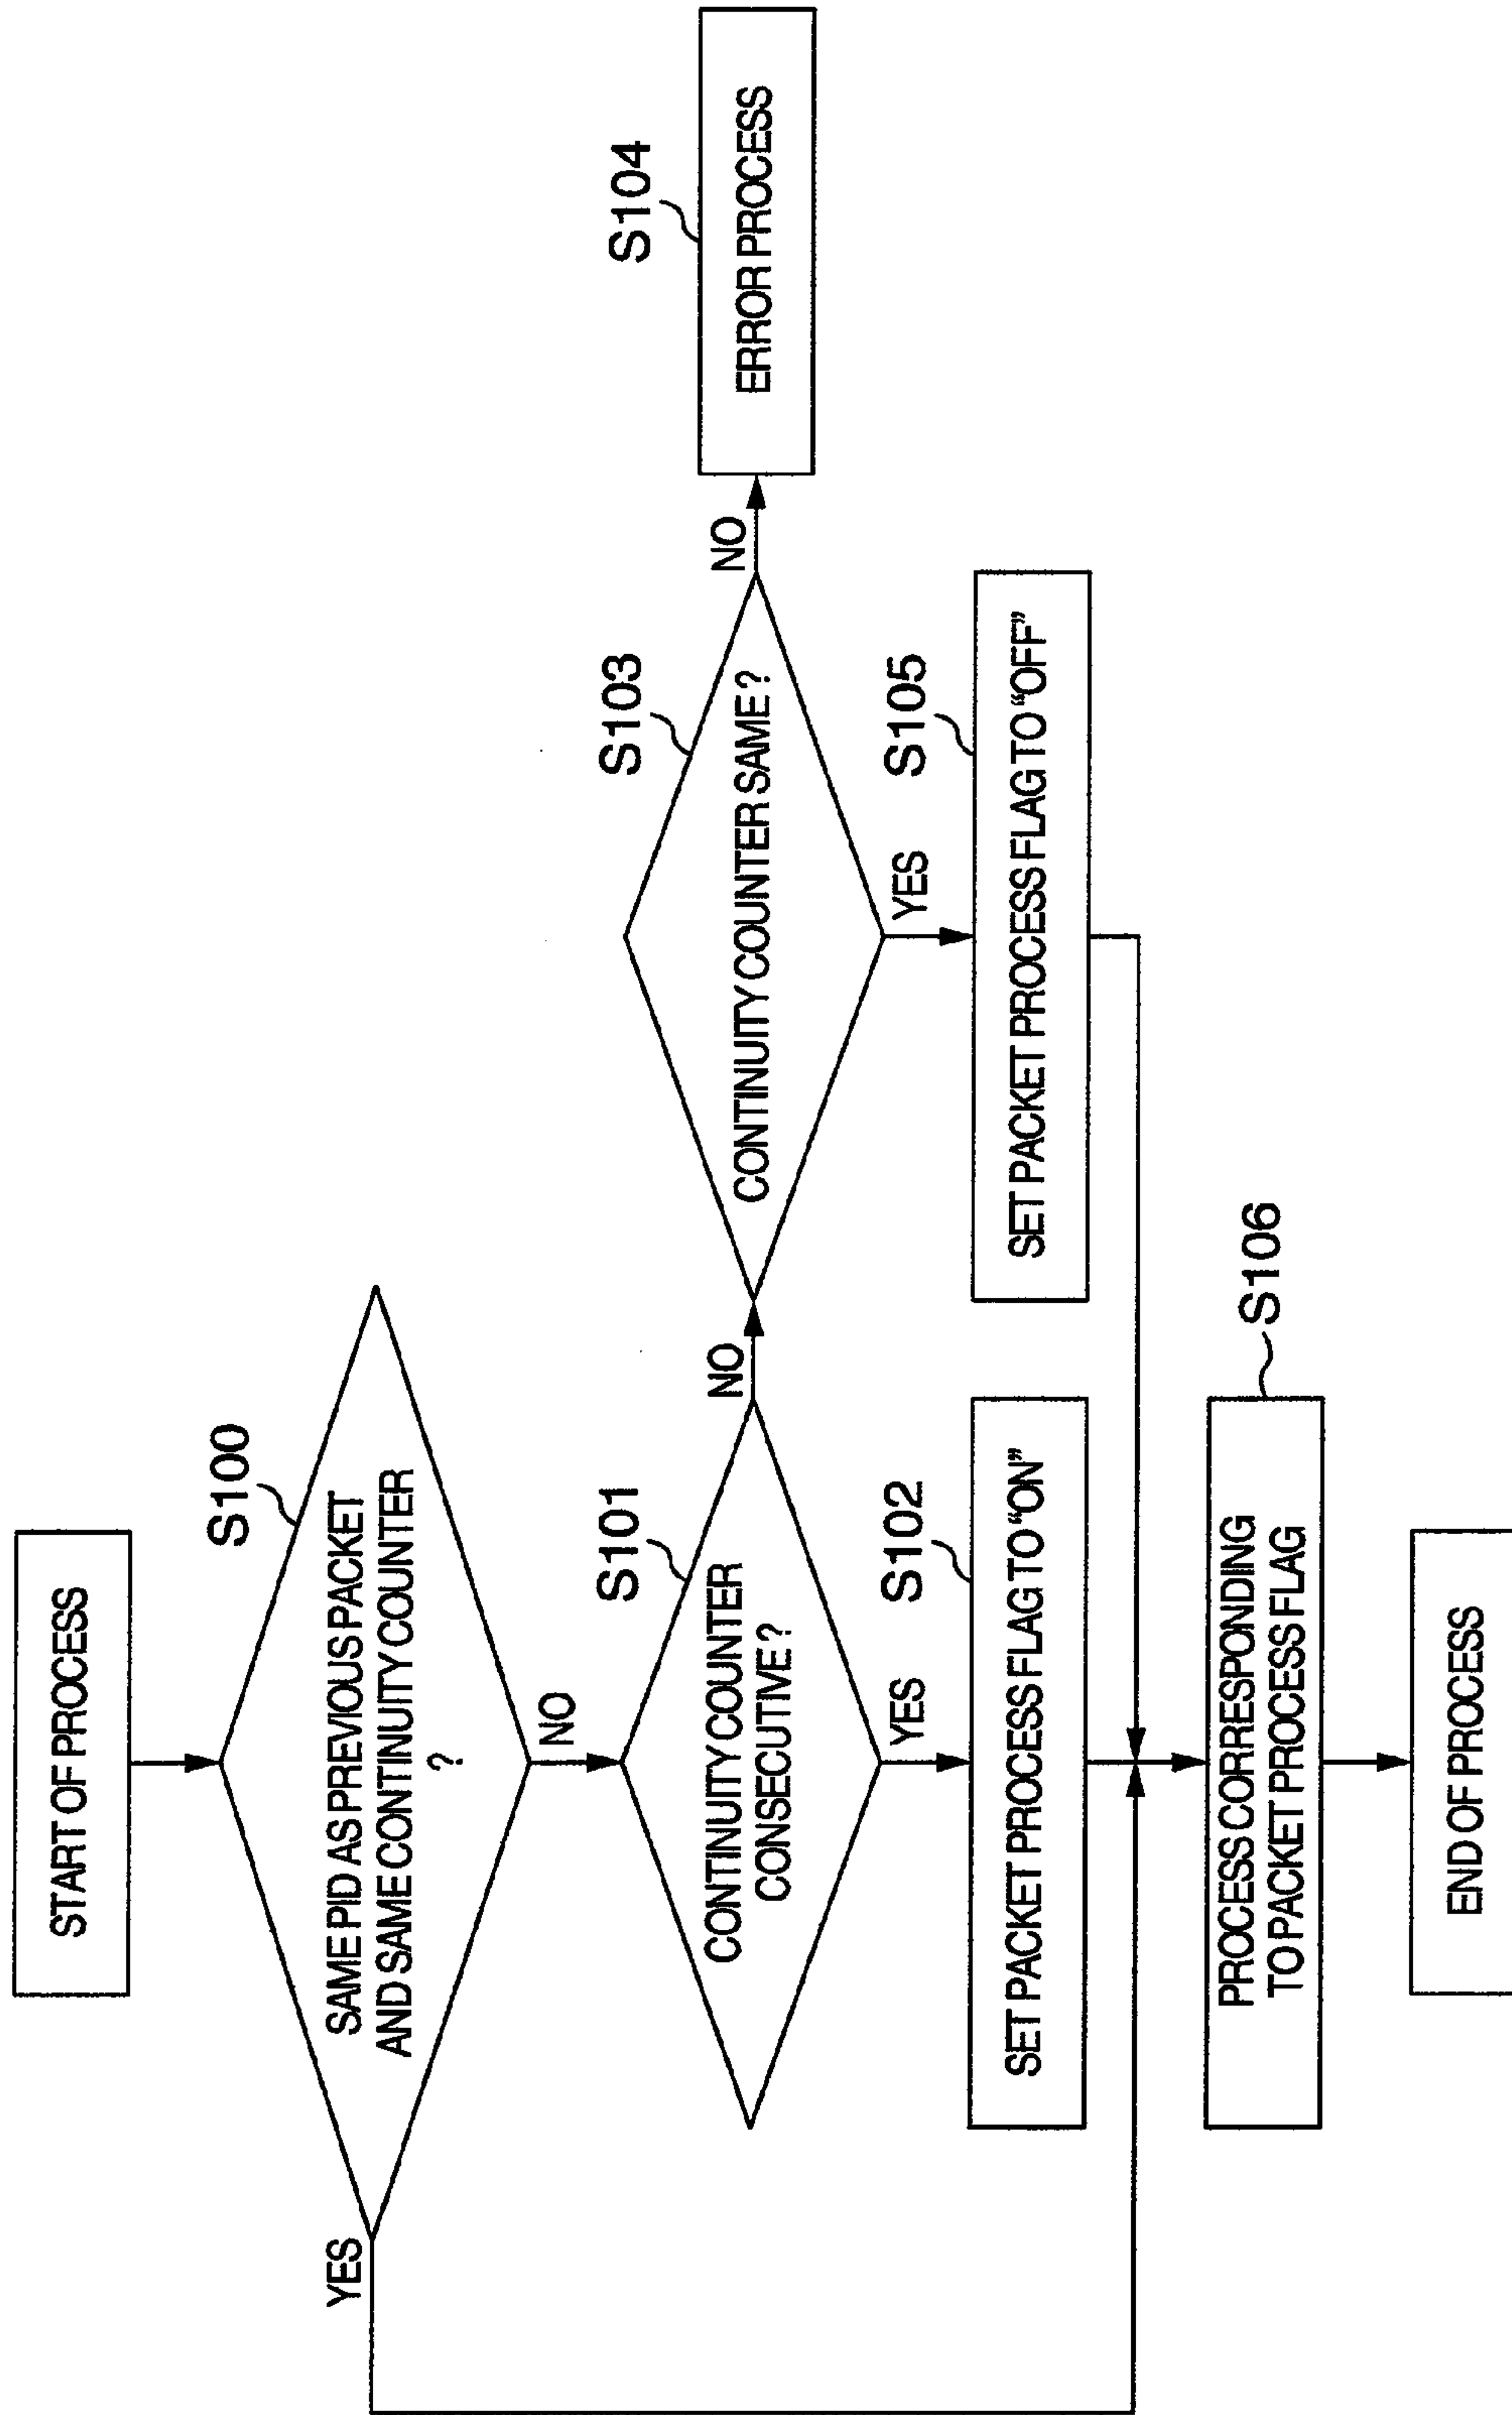 START OF PROCESS
S100
SAME PID AS PREVIOUS PACKET
AND SAME CONTINUITY COUNTER
?
YES
NO
S101
CONTINUITY COUNTER
CONSECUTIVE?
NO
YES
S103
CONTINUITY COUNTER SAME?
NO
YES
S104
ERROR PROCESS
S102
SET PACKET PROCESS FLAG TO “ON”
S105
SET PACKET PROCESS FLAG TO “OFF”
S106
PROCESS CORRESPONDING
TO PACKET PROCESS FLAG
END OF PROCESS